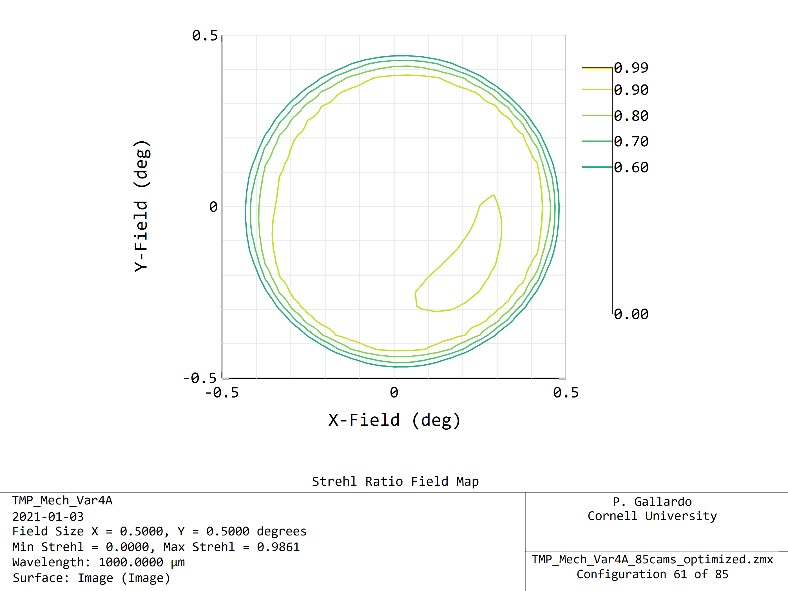 0.5
0
-0.5
-0.5
0
0.5
Y-Field (deg)
X-Field (deg)
0.99
0.90
0.80
0.70
0.60
0.00
Strehl Ratio Field Map
TMP_Mech_Var4A
2021-01-03
Field Size X = 0.5000, Y = 0.5000 degrees
Min Strehl = 0.0000, Max Strehl = 0.9861
Wavelength: 1000.0000 µm
Surface: Image (Image)
P. Gallardo
Cornell University
TMP_Mech_Var4A_85cams_optimized.zmx
Configuration 61 of 85